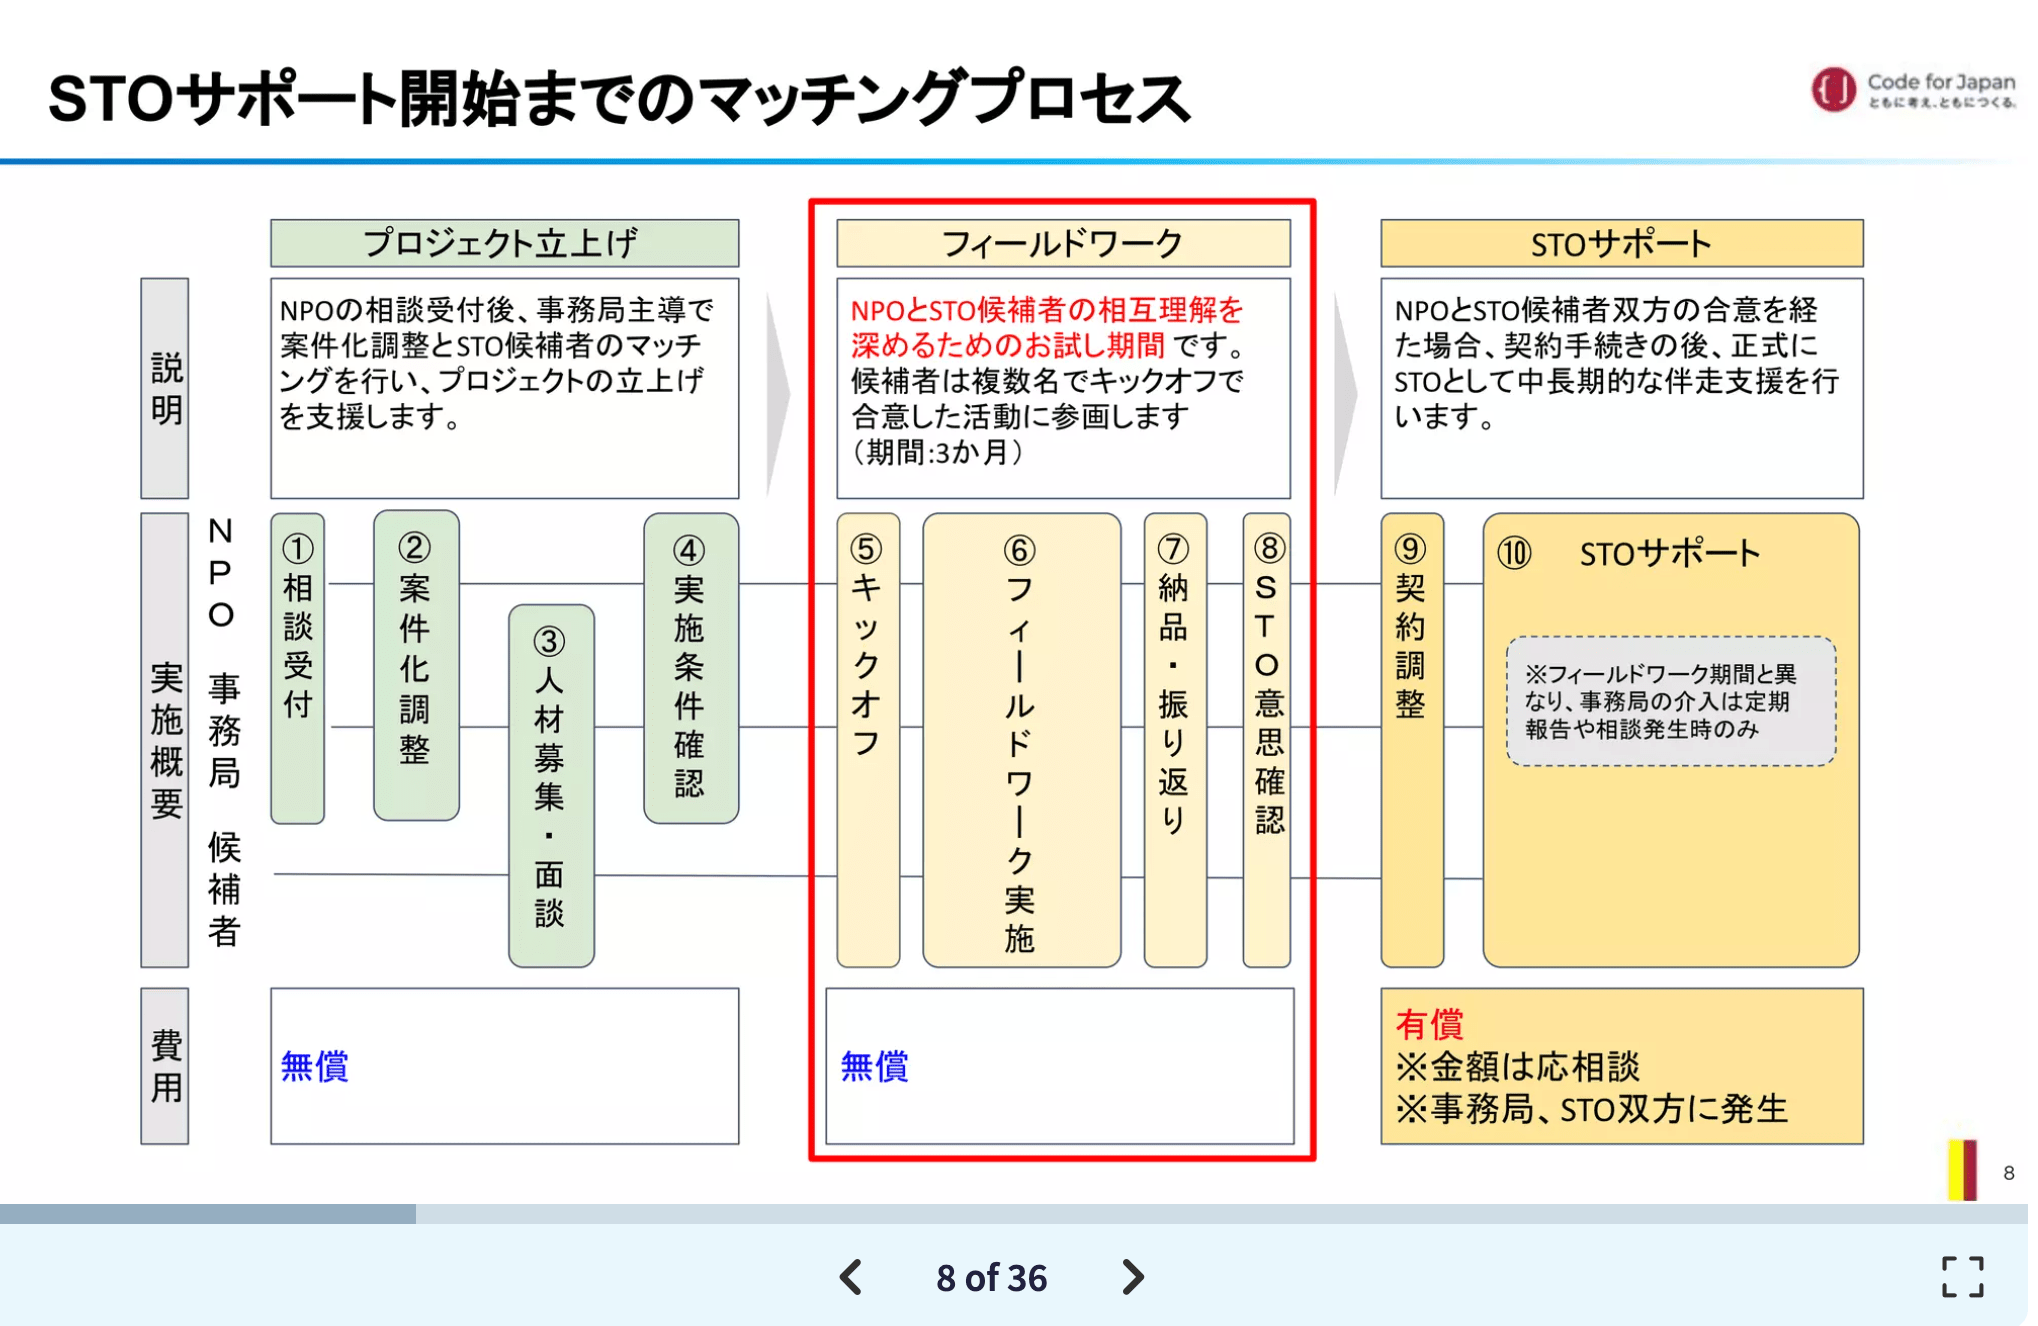 STOサポート開始までのマッチングプロセス
Code for Japan
ともに考え、ともにつくる。
プロジェクト立上げ
フィールドワーク
STOサポート
説明
NPOの相談受付後、事務局主導で
案件化調整とSTO候補者のマッチ
ングを行い、プロジェクトの立上げ
を支援します。
NPOとSTO候補者の相互理解を
深めるためのお試し期間 です。
候補者は複数名でキックオフで
合意した活動に参画します
（期間:3か月）
NPOとSTO候補者双方の合意を経
た場合、契約手続きの後、正式に
STOとして中長期的な伴走支援を行
います。
実施概要
NPO
事務局
候補者
①相談受付
②案件化調整
③人材募集・面談
④実施条件確認
⑤キックオフ
⑥フィールドワーク実施
⑦納品・振り返り
⑧STO意思確認
⑨契約調整
⑩ STOサポート
※フィールドワーク期間と異
なり、事務局の介入は定期
報告や相談発生時のみ
費用
無償
無償
有償
※金額は応相談
※事務局、STO双方に発生
8
8 of 36